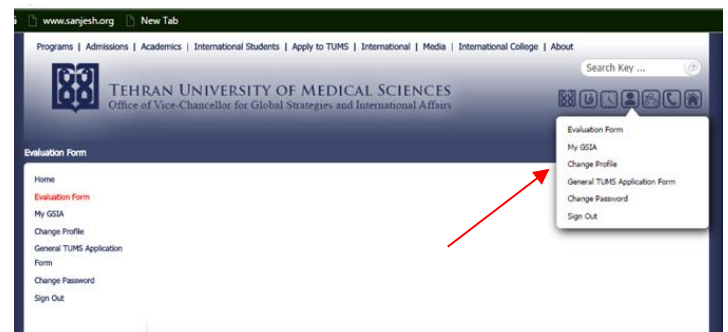 www.sanjesh.org New Tab
Programs | Admissions | Academics | International Students | Apply to TUMS | International | Media | International College | About
Search Key ...
TEHRAN UNIVERSITY OF MEDICAL SCIENCES
Office of Vice-Chancellor for Global Strategies and International Affairs
Evaluation Form
Home
Evaluation Form
My GSIA
Change Profile
General TUMS Application
Form
Change Password
Sign Out
Evaluation Form
My GSIA
Change Profile
General TUMS Application Form
Change Password
Sign Out